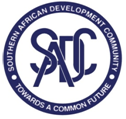 SOUTHERN AFRICAN DEVELOPMENT COMMUNITY
SADC
• TOWARDS A COMMON FUTURE •